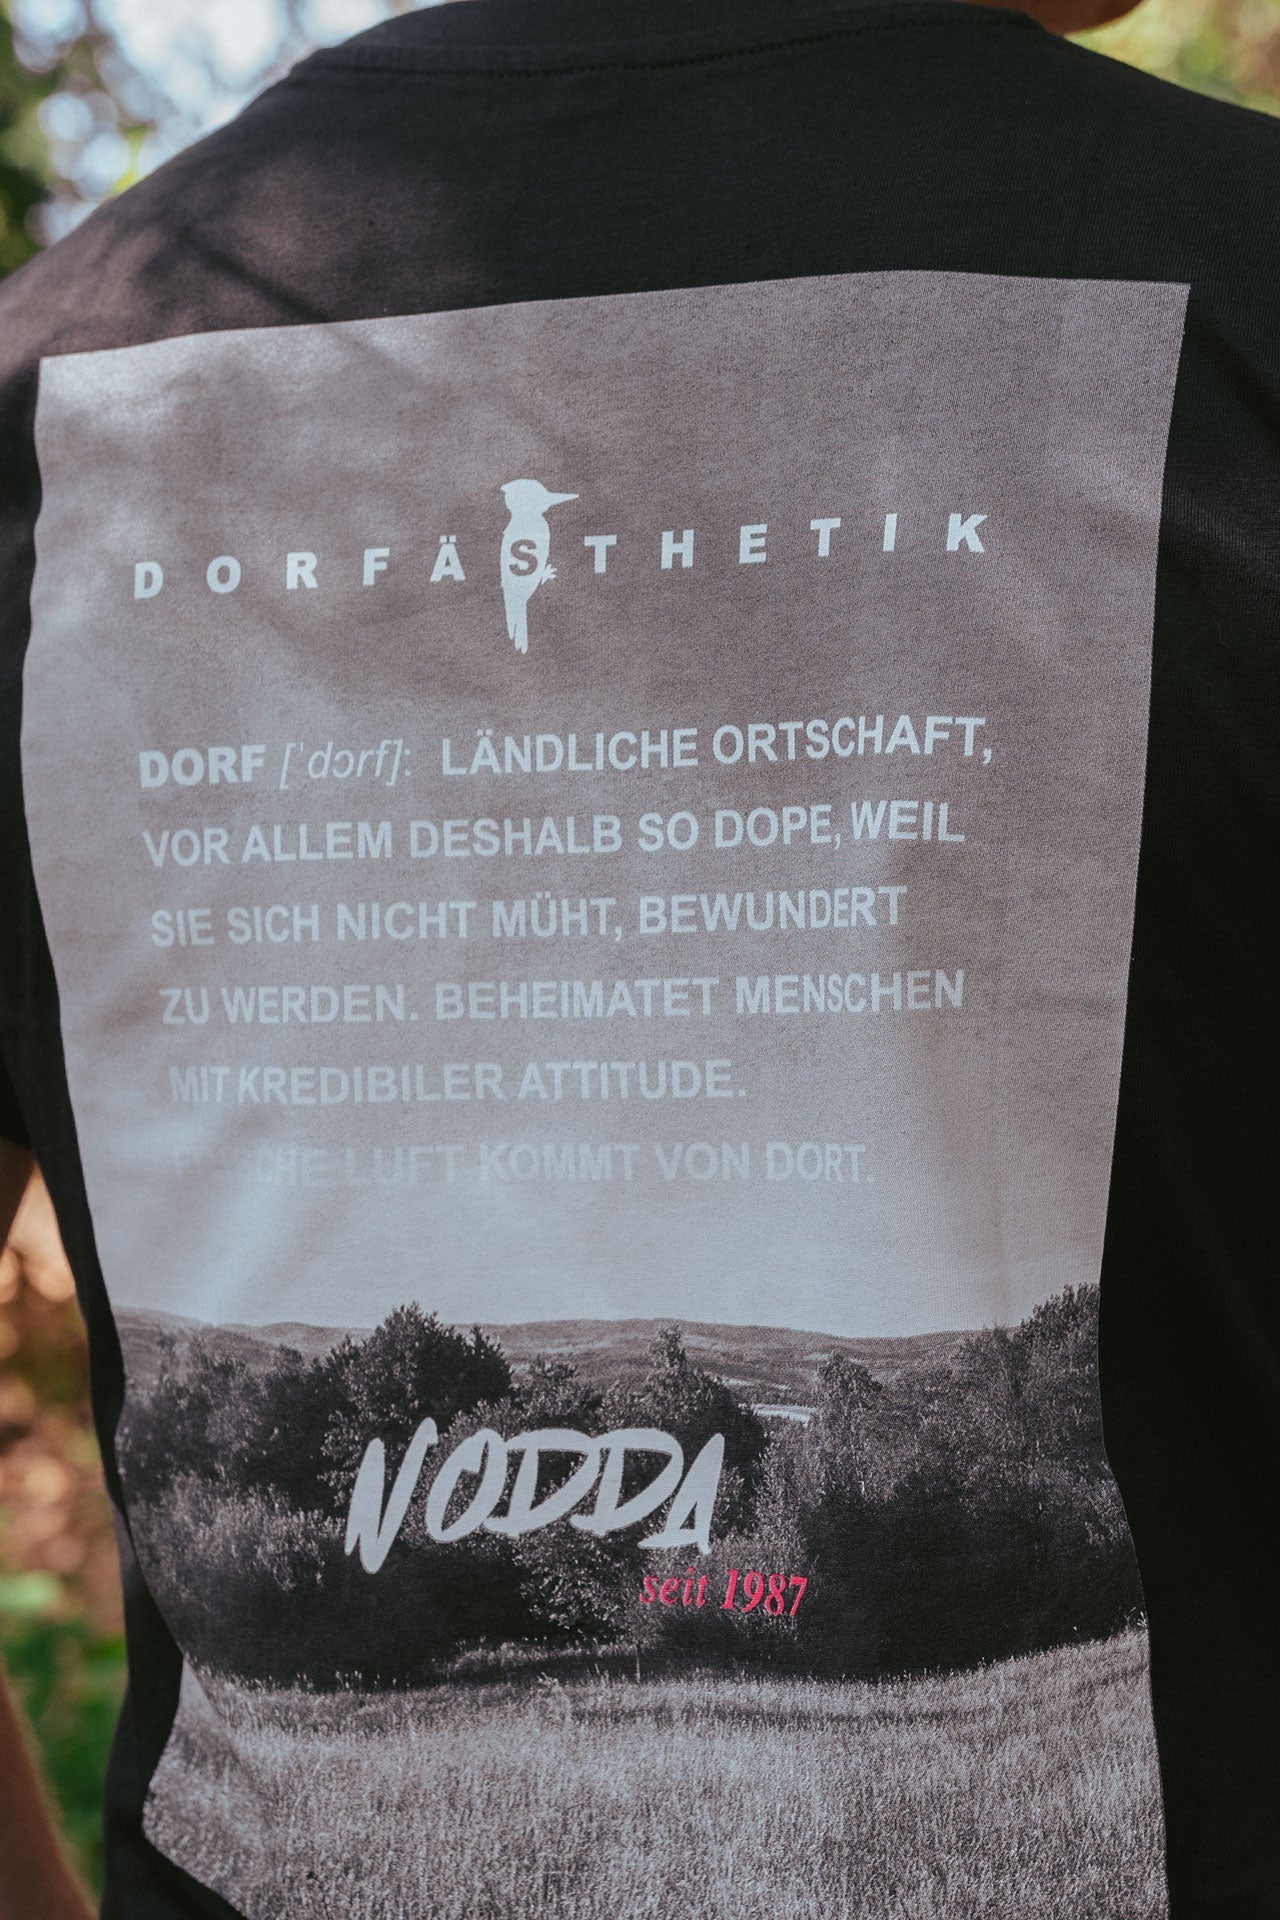 DORFÄSTHETIK
DORF [ˈdɔrf]: LÄNDLICHE ORTSCHAFT,
VOR ALLEM DESHALB SO DOPE, WEIL
SIE SICH NICHT MÜHT, BEWUNDERT
ZU WERDEN. BEHEIMATET MENSCHEN
MIT KREDIBILER ATTITUDE.
LUFT KOMMT VON DORT.
NODDA
seit 1987